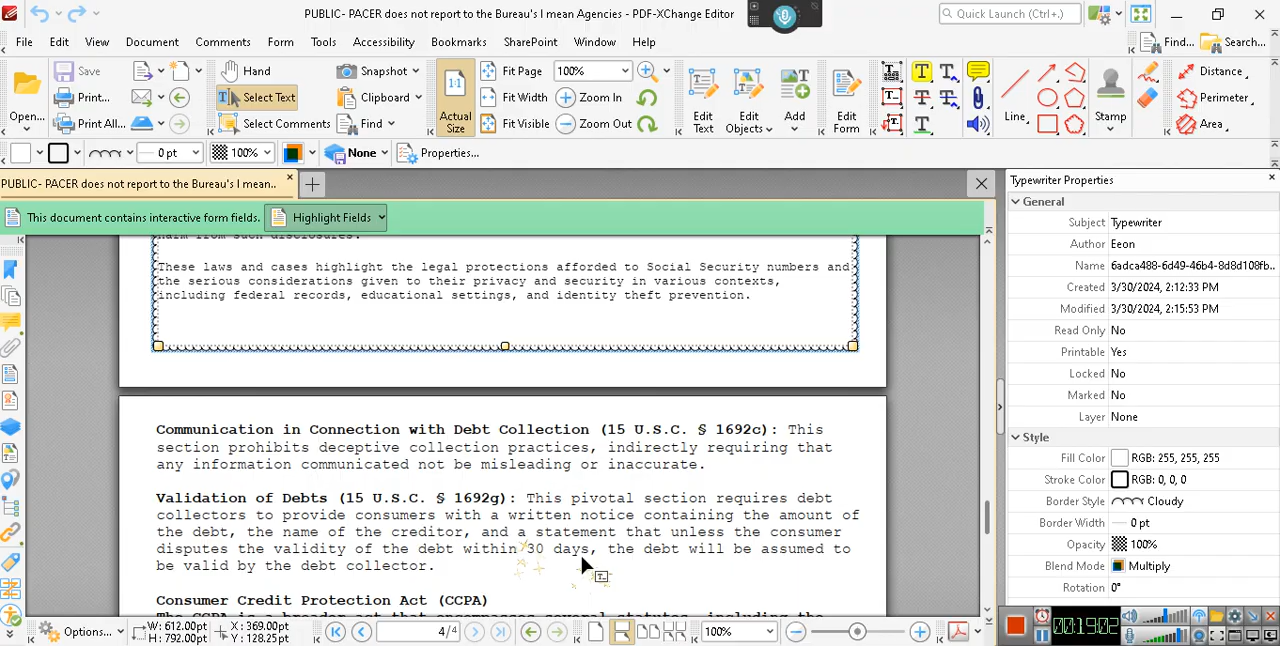 PUBLIC- PACER does not report to the Bureau's I mean Agencies - PDF-XChange Editor
Quick Launch (Ctrl+.)
File Edit View Document Comments Form Tools Accessibility Bookmarks SharePoint Window Help
Find... Search...
Open...
Save
Print...
Print All...
Hand
Select Text
Select Comments
Snapshot
Clipboard
Find
Actual Size
Fit Page
Fit Width
Fit Visible
100%
Zoom In
Zoom Out
Edit Text
Edit Objects
Add
Edit Form
Line
Stamp
Distance
Perimeter
Area
0 pt 100% None Properties...
PUBLIC- PACER does not report to the Bureau's I mean..
This document contains interactive form fields. Highlight Fields
harm from such disclosures.
These laws and cases highlight the legal protections afforded to Social Security numbers and
the serious considerations given to their privacy and security in various contexts,
including federal records, educational settings, and identity theft prevention.
Communication in Connection with Debt Collection (15 U.S.C. § 1692c): This
section prohibits deceptive collection practices, indirectly requiring that
any information communicated not be misleading or inaccurate.
Validation of Debts (15 U.S.C. § 1692g): This pivotal section requires debt
collectors to provide consumers with a written notice containing the amount of
the debt, the name of the creditor, and a statement that unless the consumer
disputes the validity of the debt within 30 days, the debt will be assumed to
be valid by the debt collector.
Consumer Credit Protection Act (CCPA)
Typewriter Properties
General
Subject Typewriter
Author Eeon
Name 6adca488-6d49-46b4-8d8d108fb..
Created 3/30/2024, 2:12:33 PM
Modified 3/30/2024, 2:15:53 PM
Read Only No
Printable Yes
Locked No
Marked No
Layer None
Style
Fill Color RGB: 255, 255, 255
Stroke Color RGB: 0, 0, 0
Border Style Cloudy
Border Width 0 pt
Opacity 100%
Blend Mode Multiply
Rotation 0°
Options... W: 612.00pt H: 792.00pt X: 369.00pt Y: 128.25pt 4/4 100%
00:19:02